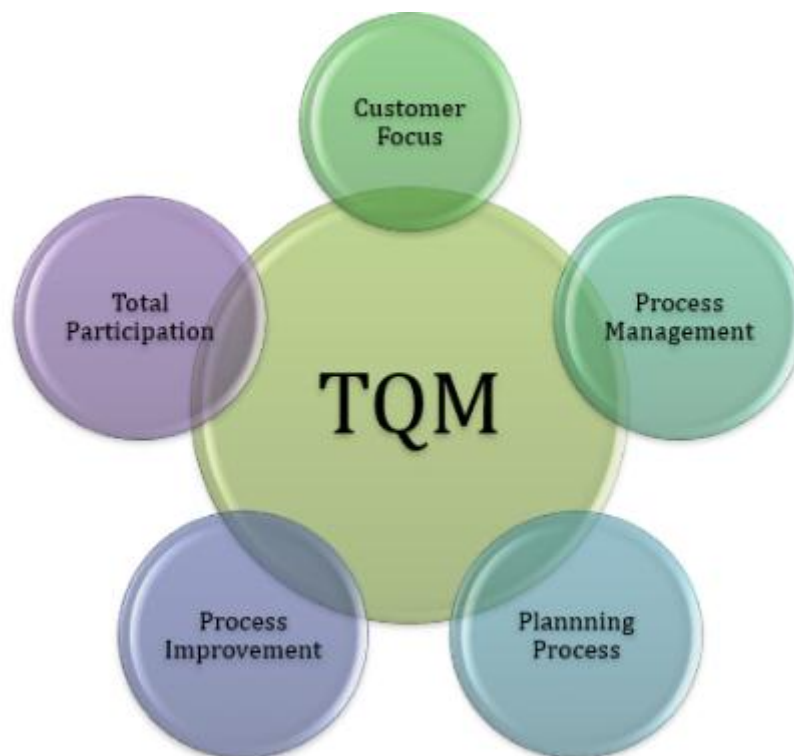 Customer
Focus
Total
Participation
Process
Management
TQM
Process
Improvement
Plannning
Process